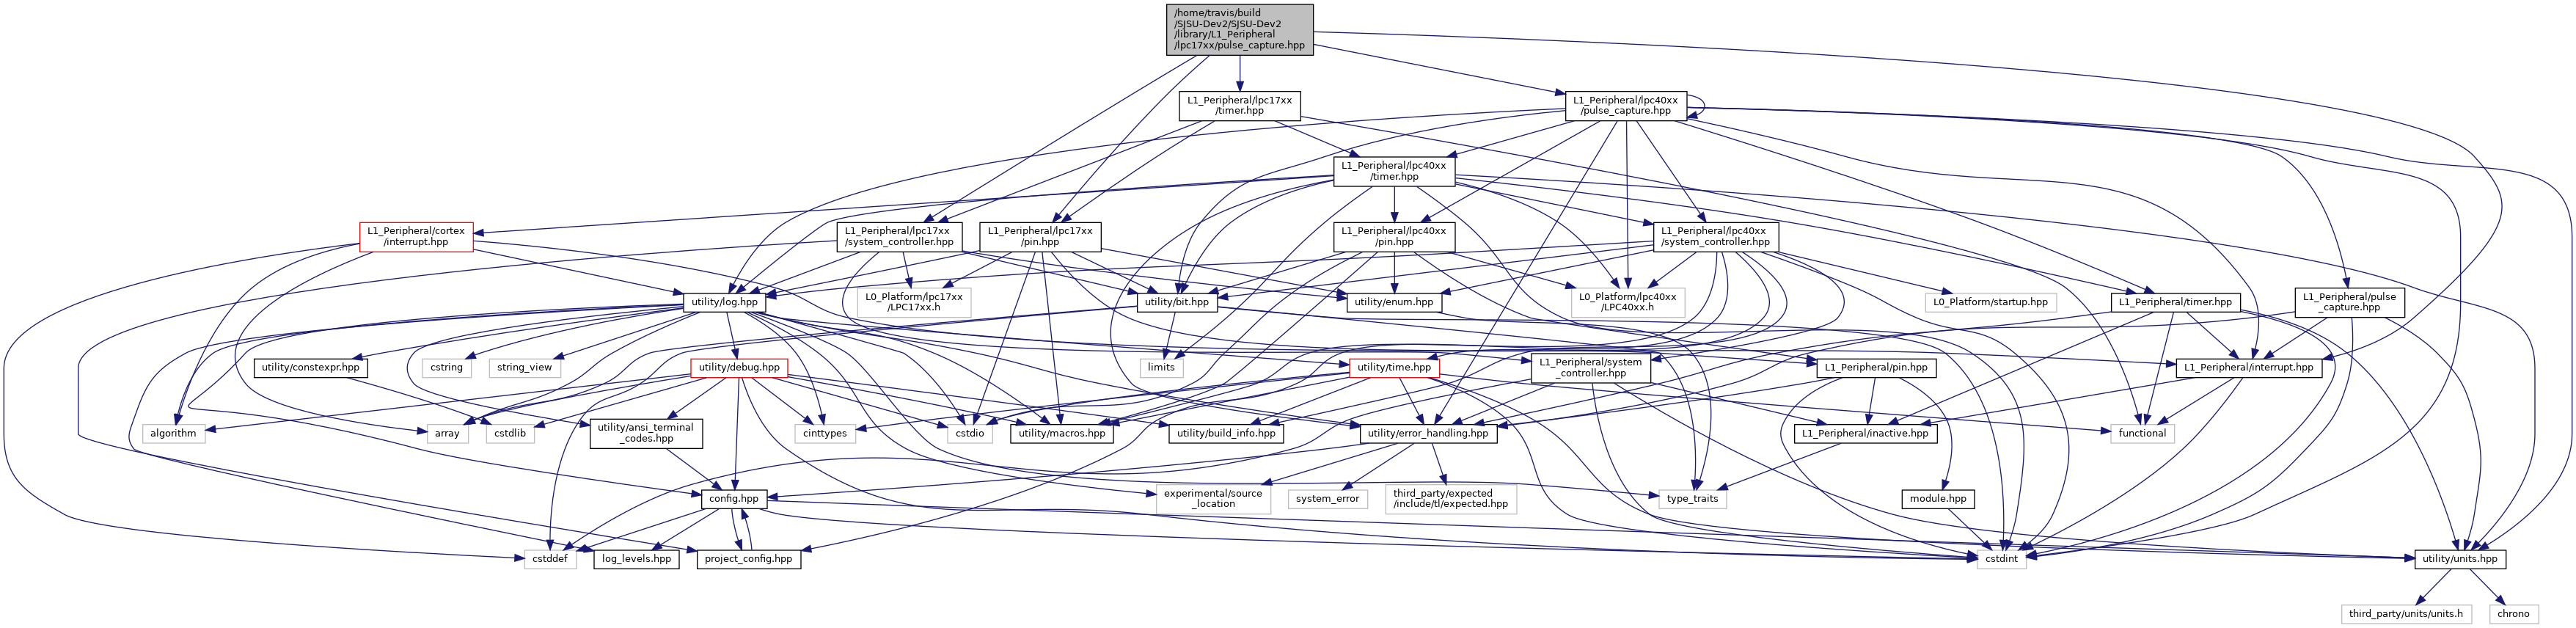 /home/travis/build
/SJSU-Dev2/SJSU-Dev2
/library/L1_Peripheral
/lpc17xx/pulse_capture.hpp
L1_Peripheral/lpc17xx
/timer.hpp
L1_Peripheral/lpc40xx
/pulse_capture.hpp
L1_Peripheral/lpc40xx
/timer.hpp
L1_Peripheral/cortex
/interrupt.hpp
L1_Peripheral/lpc17xx
/system_controller.hpp
L1_Peripheral/lpc17xx
/pin.hpp
L1_Peripheral/lpc40xx
/pin.hpp
L1_Peripheral/lpc40xx
/system_controller.hpp
utility/log.hpp
L0_Platform/lpc17xx
/LPC17xx.h
utility/bit.hpp
utility/enum.hpp
L0_Platform/lpc40xx
/LPC40xx.h
L0_Platform/startup.hpp
L1_Peripheral/timer.hpp
L1_Peripheral/pulse
_capture.hpp
utility/constexpr.hpp
cstring
string_view
utility/debug.hpp
limits
utility/time.hpp
L1_Peripheral/system
_controller.hpp
L1_Peripheral/pin.hpp
L1_Peripheral/interrupt.hpp
algorithm
array
cstdlib
utility/ansi_terminal
_codes.hpp
cinttypes
cstdio
utility/macros.hpp
utility/build_info.hpp
utility/error_handling.hpp
L1_Peripheral/inactive.hpp
functional
config.hpp
experimental/source
_location
system_error
third_party/expected
/include/tl/expected.hpp
type_traits
module.hpp
cstddef
log_levels.hpp
project_config.hpp
cstdint
utility/units.hpp
third_party/units/units.h
chrono